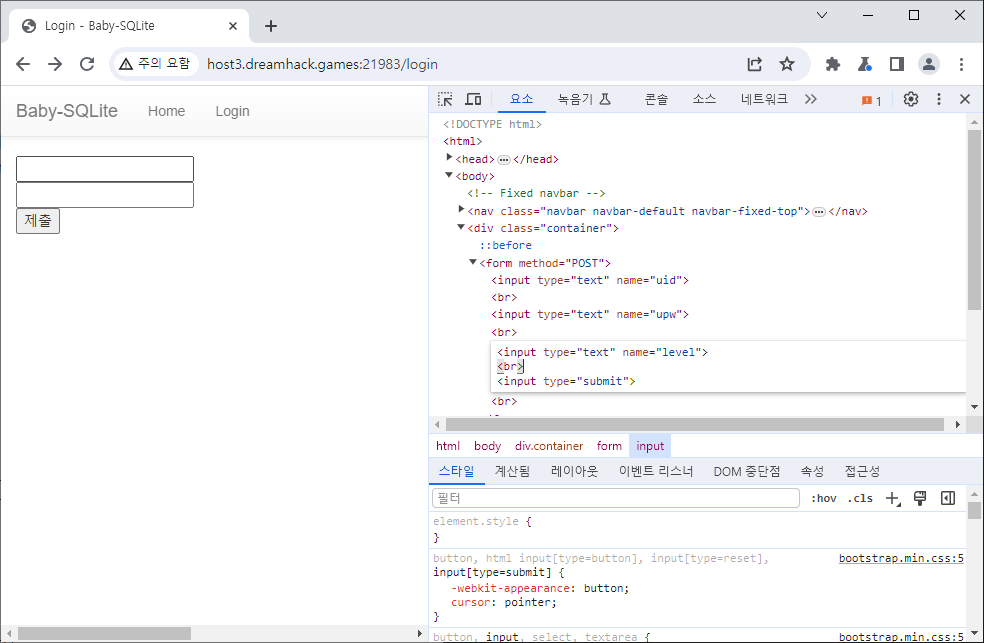 Login - Baby-SQLite
주의 요함
host3.dreamhack.games:21983/login
Baby-SQLite Home Login
제출
요소 녹음기 콘솔 소스 네트워크 1
<!DOCTYPE html>
<html>
<head>…</head>
<body>
<!-- Fixed navbar -->
<nav class="navbar navbar-default navbar-fixed-top">…</nav>
<div class="container">
::before
<form method="POST">
<input type="text" name="uid">
<br>
<input type="text" name="upw">
<br>
<input type="text" name="level">
<br>
<input type="submit">
<br>
html body div.container form input
스타일 계산됨 레이아웃 이벤트 리스너 DOM 중단점 속성 접근성
필터 :hov .cls
element.style {
}
button, html input[type=button], input[type=reset], bootstrap.min.css:5
input[type=submit] {
-webkit-appearance: button;
cursor: pointer;
}
button, input, select, textarea { bootstrap.min.css:5